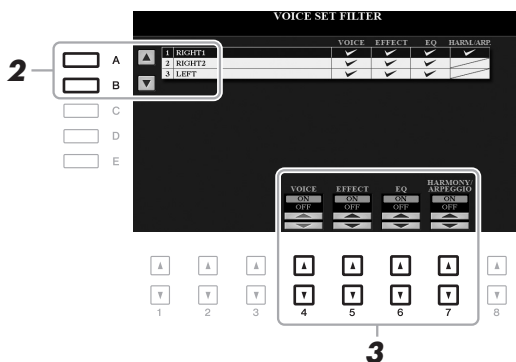 VOICE SET FILTER
VOICE EFFECT EQ HARM./ARP.
1 RIGHT1
2 RIGHT2
3 LEFT
2
A
B
C
D
E
VOICE EFFECT EQ HARMONY/ARPEGGIO
ON ON ON ON
OFF OFF OFF OFF
1 2 3 4 5 6 7 8
3